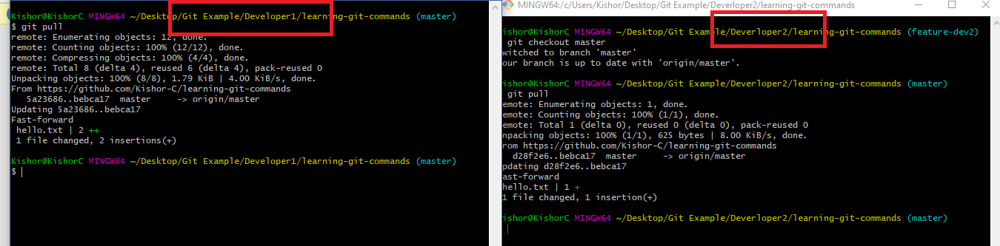 Kishor@KishorC MINGW64 ~/Desktop/Git Example/Developer1/learning-git-commands (master)
$ git pull
remote: Enumerating objects: 12, done.
remote: Counting objects: 100% (12/12), done.
remote: Compressing objects: 100% (4/4), done.
remote: Total 8 (delta 4), reused 6 (delta 4), pack-reused 0
Unpacking objects: 100% (8/8), 1.79 KiB | 4.00 KiB/s, done.
From https://github.com/Kishor-C/learning-git-commands
5a23686..bebca17 master -> origin/master
Updating 5a23686..bebca17
Fast-forward
hello.txt | 2 ++
1 file changed, 2 insertions(+)
Kishor@KishorC MINGW64 ~/Desktop/Git Example/Developer1/learning-git-commands (master)
$
MINGW64:/c/Users/Kishor/Desktop/Git Example/Deverloper2/learning-git-commands
ishor@KishorC MINGW64 ~/Desktop/Git Example/Deverloper2/learning-git-commands (feature-dev2)
git checkout master
witched to branch 'master'
our branch is up to date with 'origin/master'.
ishor@KishorC MINGW64 ~/Desktop/Git Example/Deverloper2/learning-git-commands (master)
git pull
emote: Enumerating objects: 1, done.
emote: Counting objects: 100% (1/1), done.
emote: Total 1 (delta 0), reused 0 (delta 0), pack-reused 0
npacking objects: 100% (1/1), 625 bytes | 8.00 KiB/s, done.
rom https://github.com/Kishor-C/learning-git-commands
d28f2e6..bebca17 master -> origin/master
pdating d28f2e6..bebca17
ast-forward
hello.txt | 1 +
1 file changed, 1 insertion(+)
ishor@KishorC MINGW64 ~/Desktop/Git Example/Deverloper2/learning-git-commands (master)